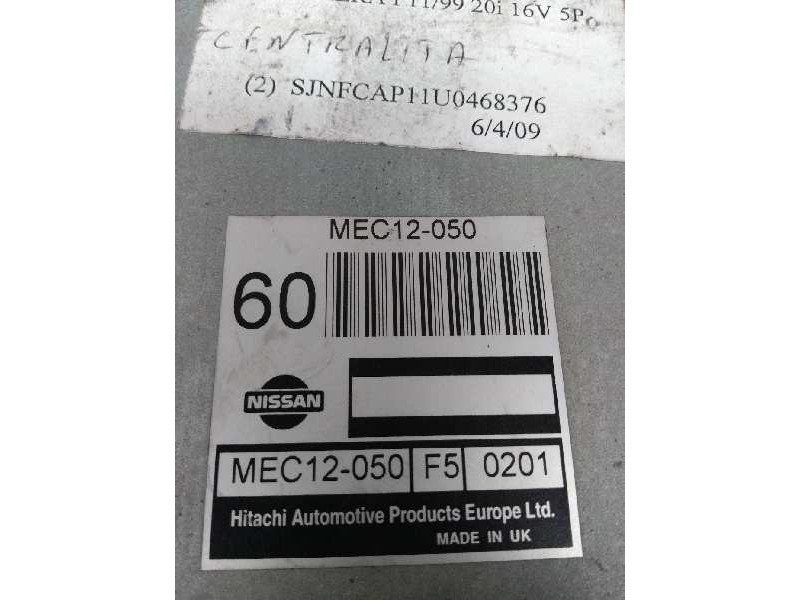 11/99 20i 16V 5P
CENTRALITA
(2) SJNFCAP11U0468376
6/4/09
MEC12-050
60
NISSAN
MEC12-050 F5 0201
Hitachi Automotive Products Europe Ltd.
MADE IN UK